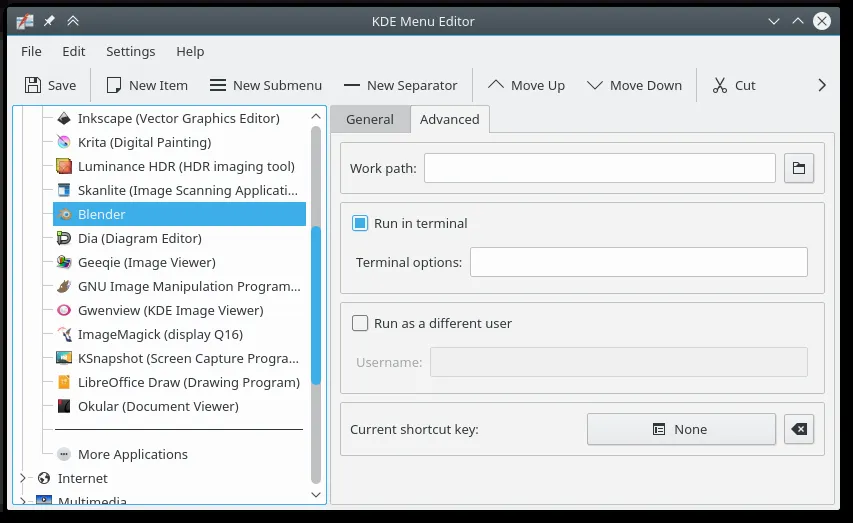 KDE Menu Editor
File Edit Settings Help
Save New Item New Submenu New Separator Move Up Move Down Cut
Inkscape (Vector Graphics Editor)
Krita (Digital Painting)
Luminance HDR (HDR imaging tool)
Skanlite (Image Scanning Applicati...
Blender
Dia (Diagram Editor)
Geeqie (Image Viewer)
GNU Image Manipulation Program...
Gwenview (KDE Image Viewer)
ImageMagick (display Q16)
KSnapshot (Screen Capture Progra...
LibreOffice Draw (Drawing Program)
Okular (Document Viewer)
More Applications
Internet
Multimedia
General Advanced
Work path:
Run in terminal
Terminal options:
Run as a different user
Username:
Current shortcut key: None